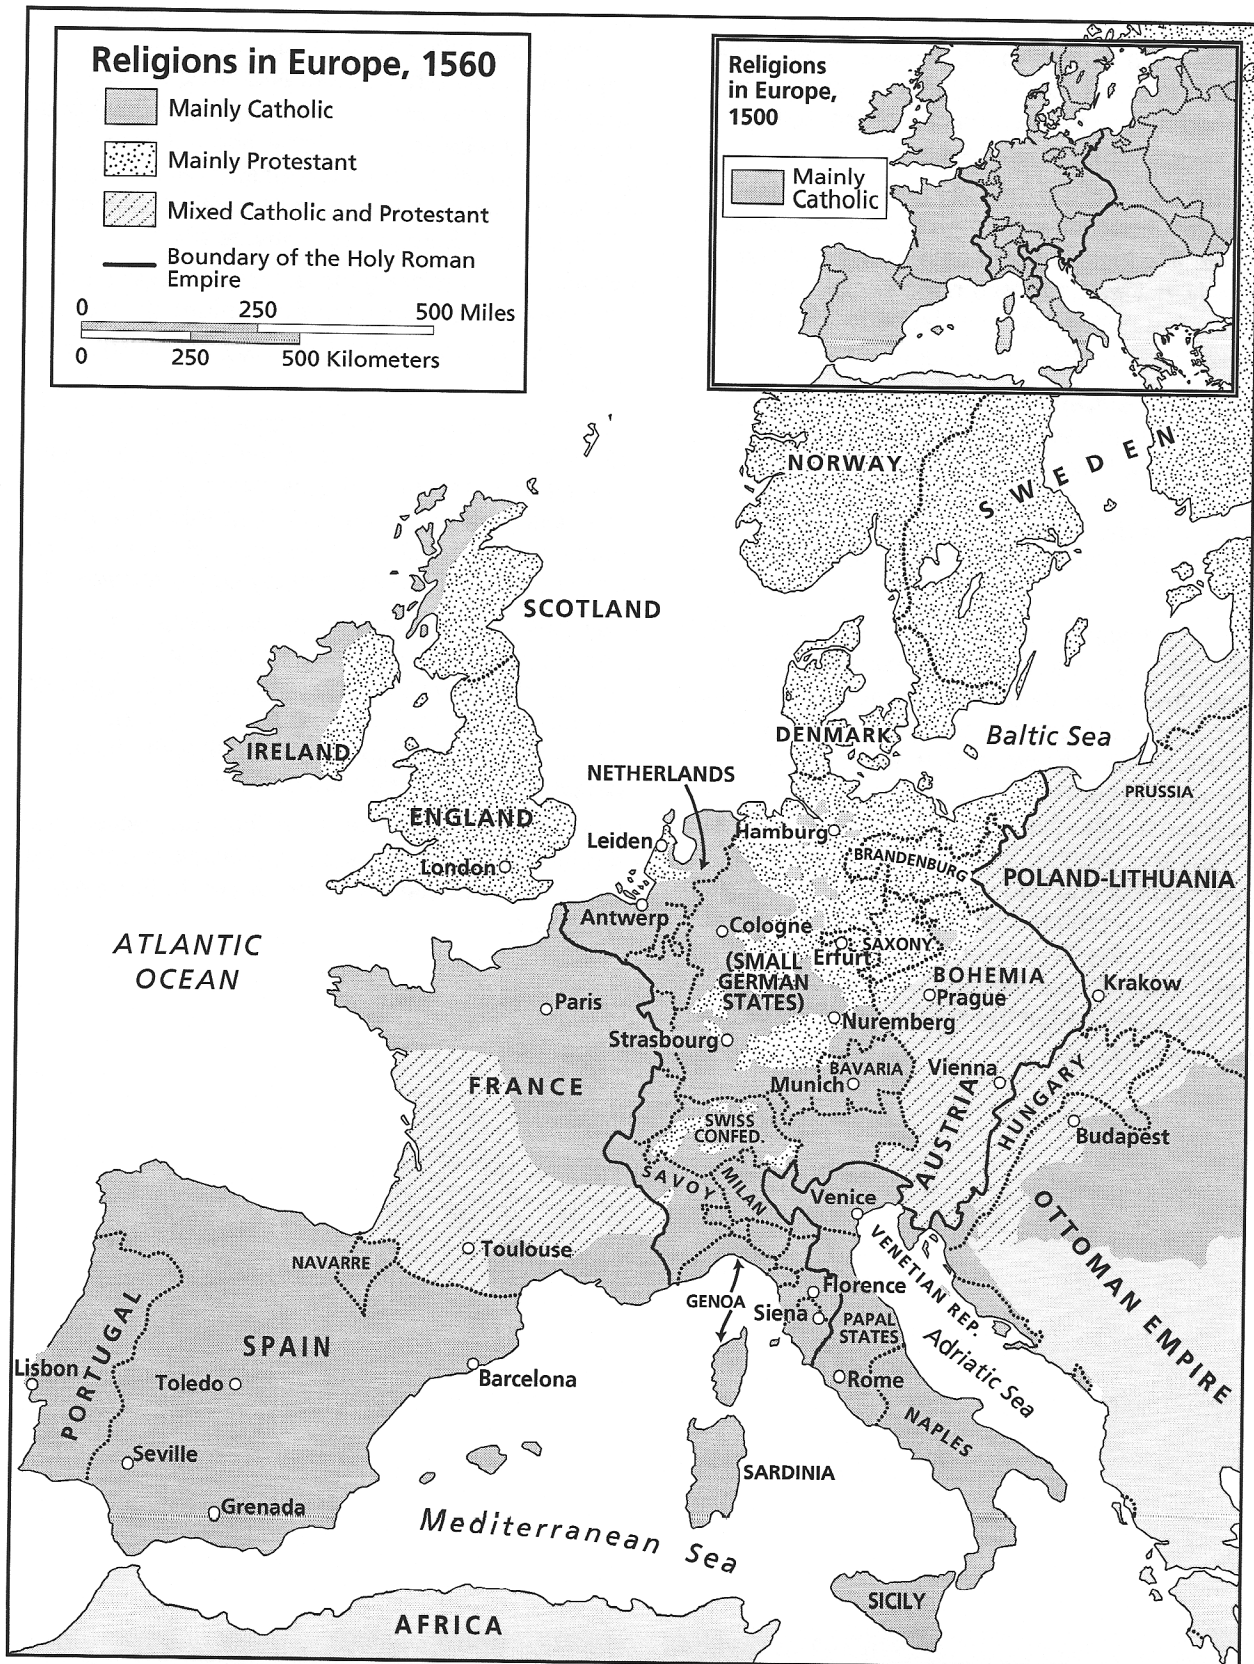 Religions in Europe, 1560
Mainly Catholic
Mainly Protestant
Mixed Catholic and Protestant
Boundary of the Holy Roman
Empire
0 250 500 Miles
0 250 500 Kilometers
Religions
in Europe,
1500
Mainly
Catholic
NORWAY
SWEDEN
SCOTLAND
IRELAND
DENMARK
Baltic Sea
NETHERLANDS
PRUSSIA
ENGLAND
Leiden
Hamburg
BRANDENBURG
London
POLAND-LITHUANIA
Antwerp
Cologne
ATLANTIC
OCEAN
(SMALL
GERMAN
STATES)
Erfurt
SAXONY
BOHEMIA
Prague
Krakow
Paris
Nuremberg
Strasbourg
FRANCE
BAVARIA
Munich
Vienna
AUSTRIA
HUNGARY
SWISS
CONFED.
Budapest
SAVOY
MILAN
Venice
OTTOMAN EMPIRE
VENETIAN REP.
NAVARRE
Toulouse
GENOA
Florence
Siena
PAPAL
STATES
Adriatic Sea
PORTUGAL
SPAIN
Lisbon
Toledo
Barcelona
Rome
NAPLES
Seville
SARDINIA
Grenada
Mediterranean Sea
SICILY
AFRICA